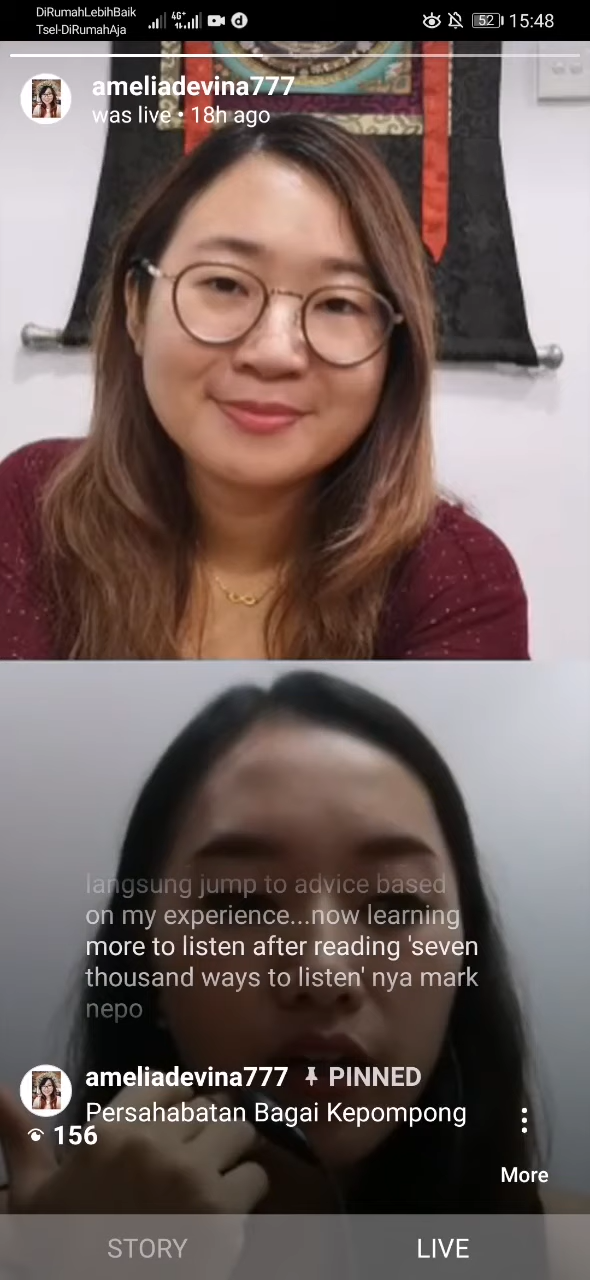 DiRumahLebihBaik
Tsel-DiRumahAja
4G+
52
15:48
ameliadevina777
was live • 18h ago
langsung jump to advice based
on my experience...now learning
more to listen after reading 'seven
thousand ways to listen' nya mark
nepo
ameliadevina777 PINNED
Persahabatan Bagai Kepompong
156
More
STORY
LIVE